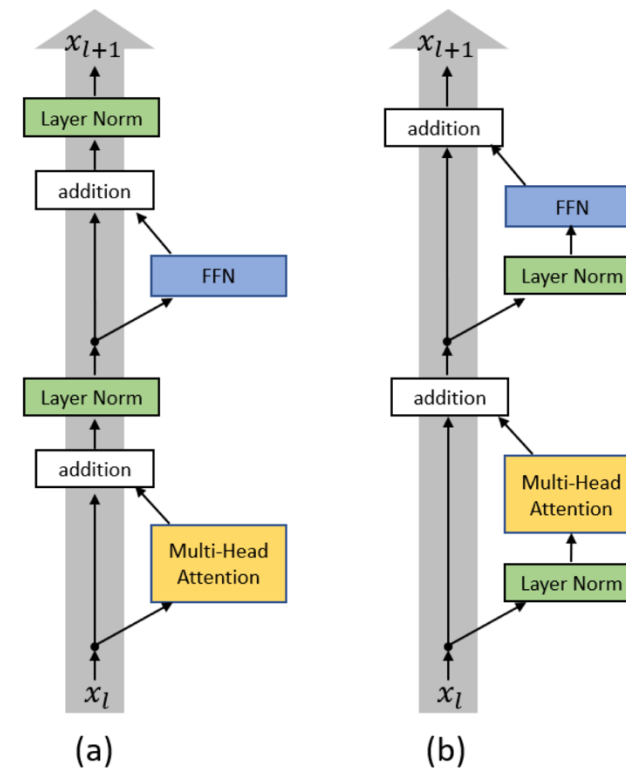 x_{l+1}
Layer Norm
addition
FFN
Layer Norm
addition
Multi-Head
Attention
x_l
(a)
x_{l+1}
addition
FFN
Layer Norm
addition
Multi-Head
Attention
Layer Norm
x_l
(b)